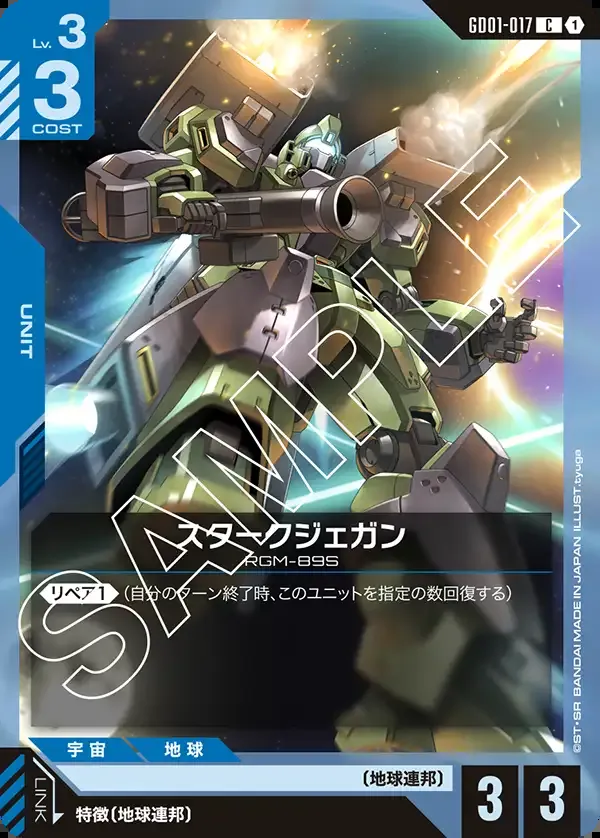 Lv. 3
3
COST
GD01-017 C 1
UNIT
SAMPLE
スタークジェガン
RGM-89S
リペア1 (自分のターン終了時、このユニットを指定の数回復する)
宇宙 地球
〔地球連邦〕
LINK
特徴〔地球連邦〕
3 3
©ST・SR BANDAI MADE IN JAPAN ILLUST.tyuga